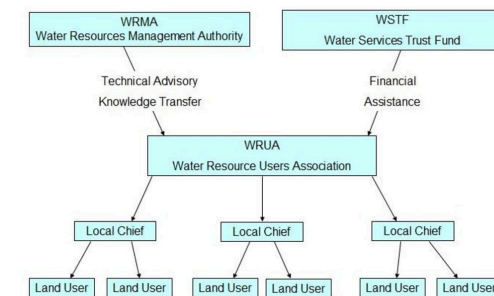 WRMA
Water Resources Management Authority
WSTF
Water Services Trust Fund
Technical Advisory
Knowledge Transfer
Financial
Assistance
WRUA
Water Resource Users Association
Local Chief
Local Chief
Local Chief
Land User
Land User
Land User
Land User
Land User
Land User